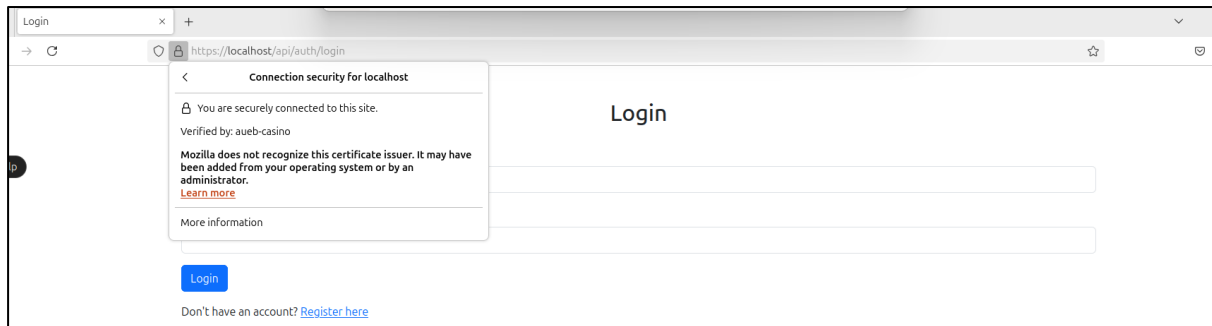 Login
https://localhost/api/auth/login
Connection security for localhost
You are securely connected to this site.
Verified by: aueb-casino
Mozilla does not recognize this certificate issuer. It may have
been added from your operating system or by an
administrator.
Learn more
More information
lp
Login
Login
Don't have an account? Register here